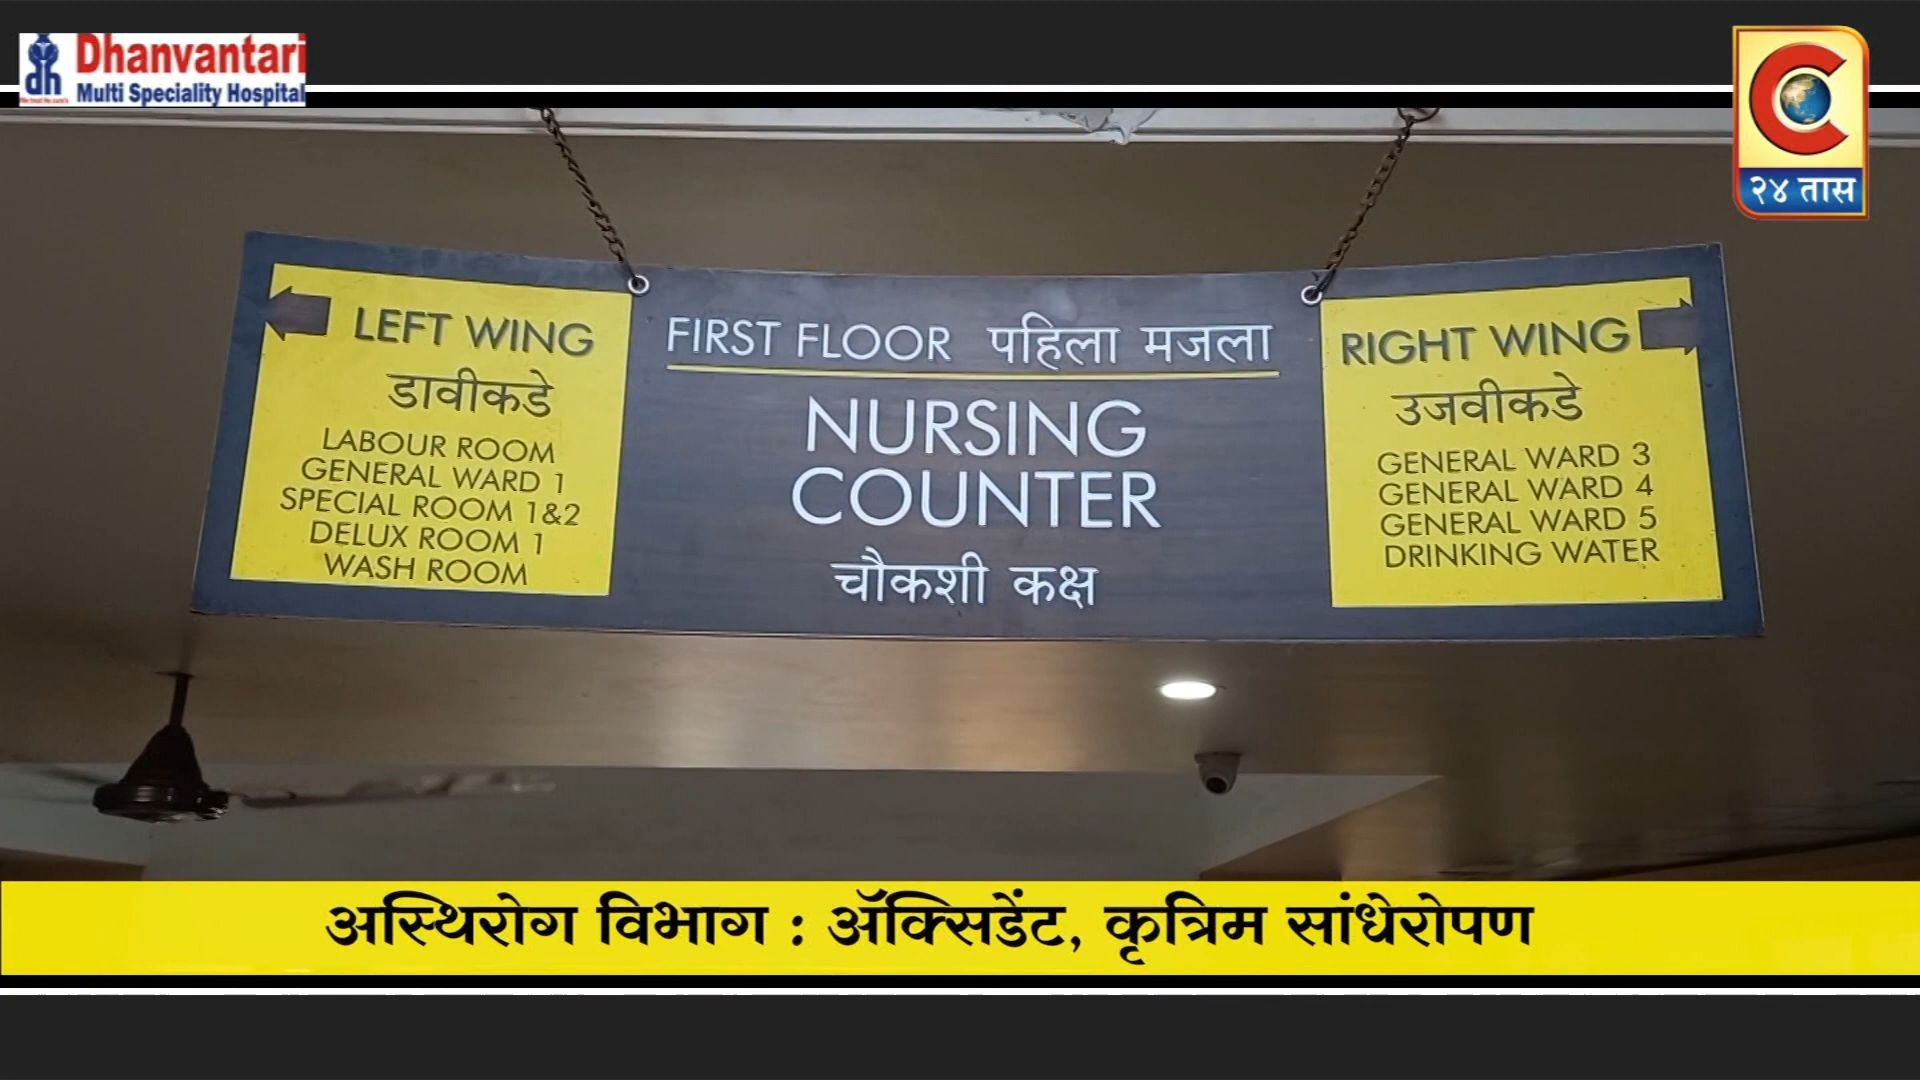 Dhanvantari
Multi Speciality Hospital
२४ तास
LEFT WING
डावीकडे
LABOUR ROOM
GENERAL WARD 1
SPECIAL ROOM 1&2
DELUX ROOM 1
WASH ROOM
FIRST FLOOR पहिला मजला
NURSING
COUNTER
चौकशी कक्ष
RIGHT WING
उजवीकडे
GENERAL WARD 3
GENERAL WARD 4
GENERAL WARD 5
DRINKING WATER
अस्थिरोग विभाग : ॲक्सिडेंट, कृत्रिम सांधेरोपण